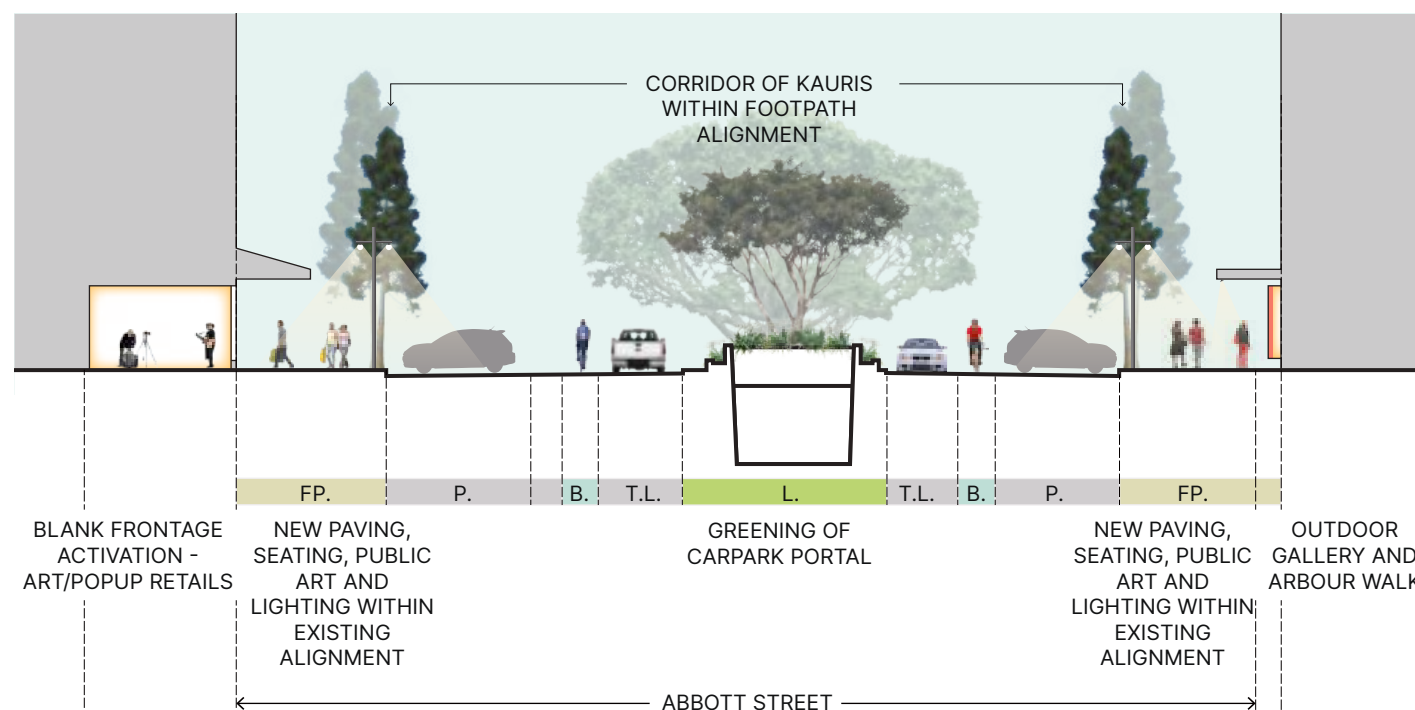 CORRIDOR OF KAURIS
WITHIN FOOTPATH
ALIGNMENT
FP.
P.
B.
T.L.
L.
T.L.
B.
P.
FP.
BLANK FRONTAGE
ACTIVATION -
ART/POPUP RETAILS
NEW PAVING,
SEATING, PUBLIC
ART AND
LIGHTING WITHIN
EXISTING
ALIGNMENT
GREENING OF
CARPARK PORTAL
NEW PAVING,
SEATING, PUBLIC
ART AND
LIGHTING WITHIN
EXISTING
ALIGNMENT
OUTDOOR
GALLERY AND
ARBOUR WALK
ABBOTT STREET